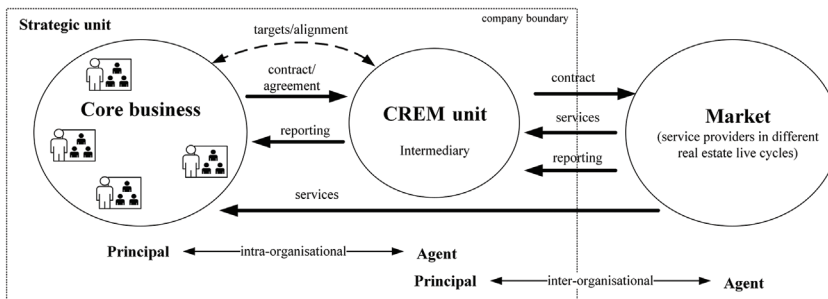 company boundary
Strategic unit
targets/alignment
contract/
agreement
contract
Core business
CREM unit
Market
services
(service providers in different
real estate live cycles)
reporting
Intermediary
reporting
services
Principal
intra-organisational
Agent
Principal
inter-organisational
Agent